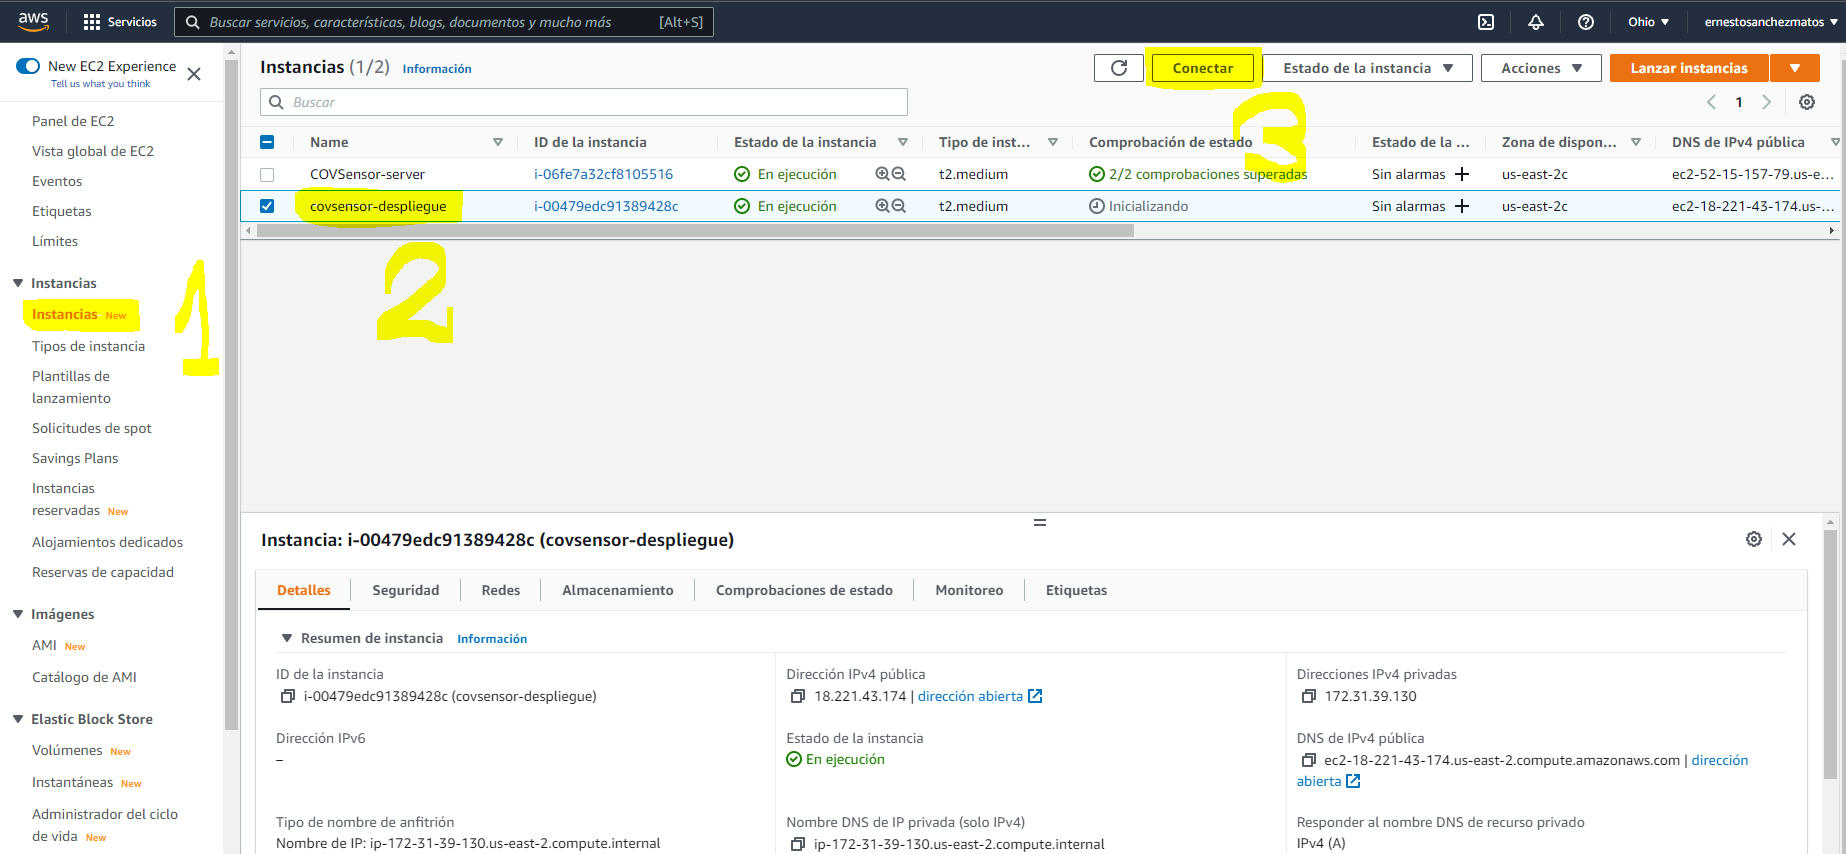 aws
Servicios
Buscar servicios, características, blogs, documentos y mucho más [Alt+S]
Ohio
ernestosanchezmatos
New EC2 Experience
Tell us what you think
Panel de EC2
Vista global de EC2
Eventos
Etiquetas
Límites
Instancias
Instancias New
Tipos de instancia
Plantillas de
lanzamiento
Solicitudes de spot
Savings Plans
Instancias
reservadas New
Alojamientos dedicados
Reservas de capacidad
Imágenes
AMI New
Catálogo de AMI
Elastic Block Store
Volúmenes New
Instantáneas New
Administrador del ciclo
de vida New
1
Instancias (1/2) Información
Conectar
Estado de la instancia
Acciones
Lanzar instancias
Buscar
1
3
Name ID de la instancia Estado de la instancia Tipo de inst... Comprobación de estado Estado de la ... Zona de dispon... DNS de IPv4 pública
COVSensor-server i-06fe7a32cf8105516 En ejecución t2.medium 2/2 comprobaciones superadas Sin alarmas + us-east-2c ec2-52-15-157-79.us-e...
covsensor-despliegue i-00479edc91389428c En ejecución t2.medium Inicializando Sin alarmas + us-east-2c ec2-18-221-43-174.us-...
2
Instancia: i-00479edc91389428c (covsensor-despliegue)
Detalles Seguridad Redes Almacenamiento Comprobaciones de estado Monitoreo Etiquetas
Resumen de instancia Información
ID de la instancia
i-00479edc91389428c (covsensor-despliegue)
Dirección IPv4 pública
18.221.43.174 | dirección abierta
Direcciones IPv4 privadas
172.31.39.130
Dirección IPv6
–
Estado de la instancia
En ejecución
DNS de IPv4 pública
ec2-18-221-43-174.us-east-2.compute.amazonaws.com | dirección
abierta
Tipo de nombre de anfitrión
Nombre de IP: ip-172-31-39-130.us-east-2.compute.internal
Nombre DNS de IP privada (solo IPv4)
ip-172-31-39-130.us-east-2.compute.internal
Responder al nombre DNS de recurso privado
IPv4 (A)